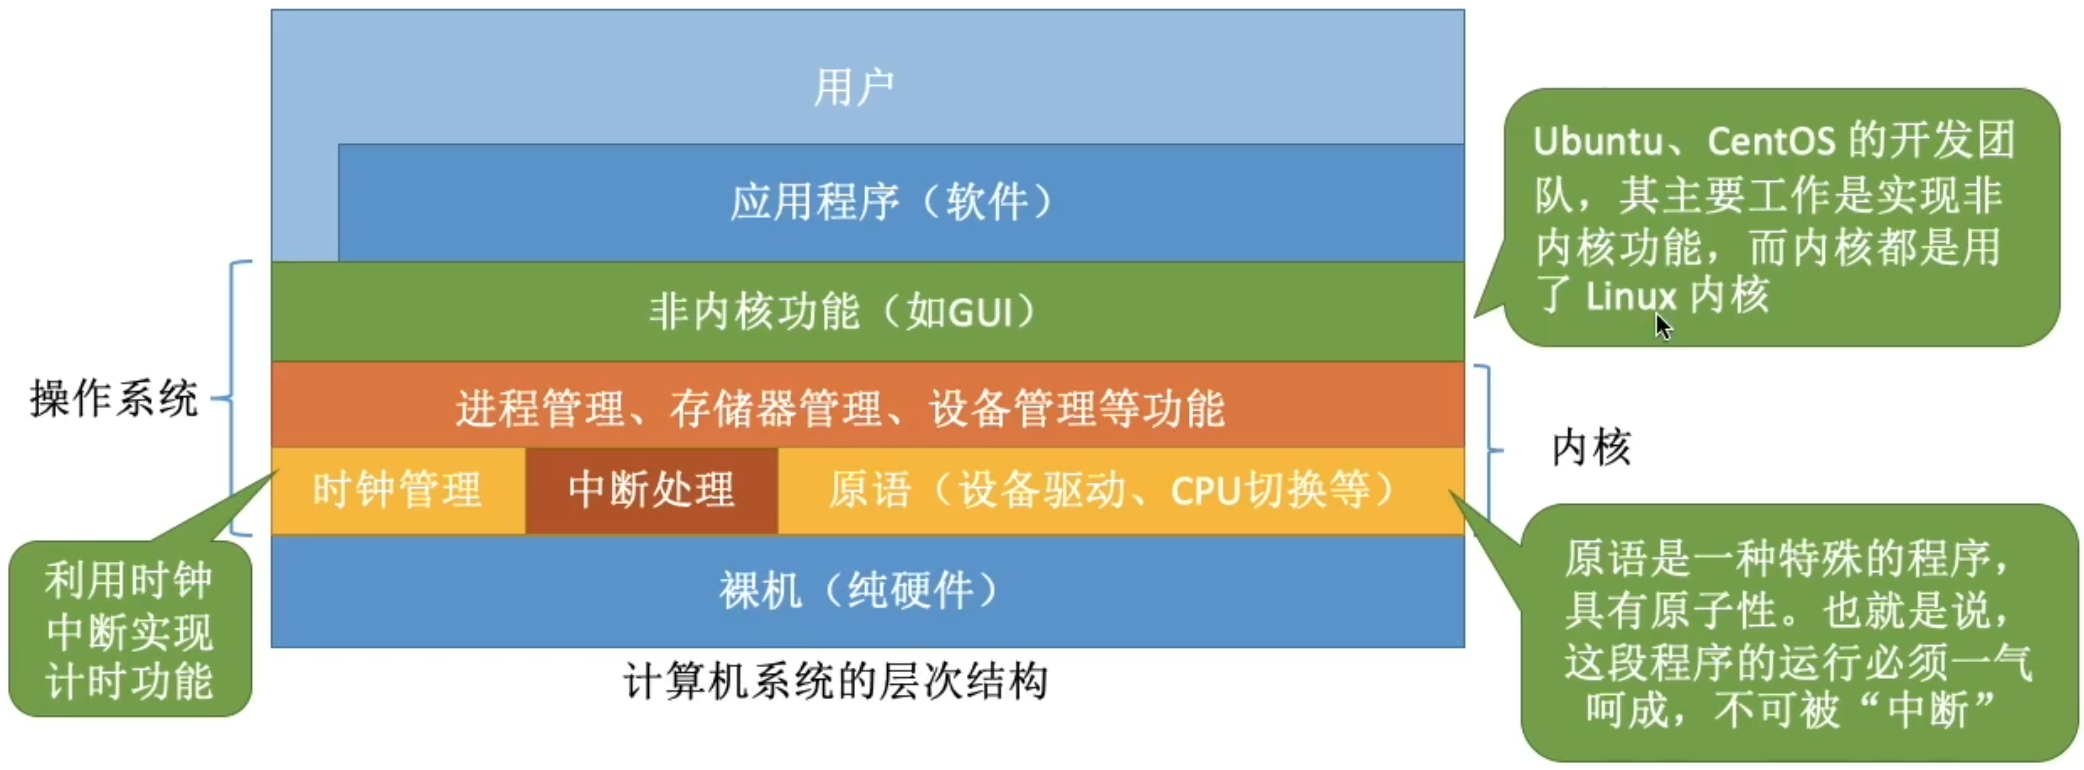 用户
应用程序（软件）
非内核功能（如GUI）
进程管理、存储器管理、设备管理等功能
时钟管理
中断处理
原语（设备驱动、CPU切换等）
裸机（纯硬件）
计算机系统的层次结构
操作系统
内核
利用时钟
中断实现
计时功能
Ubuntu、CentOS 的开发团
队，其主要工作是实现非
内核功能，而内核都是用
了 Linux 内核
原语是一种特殊的程序，
具有原子性。也就是说，
这段程序的运行必须一气
呵成，不可被“中断”